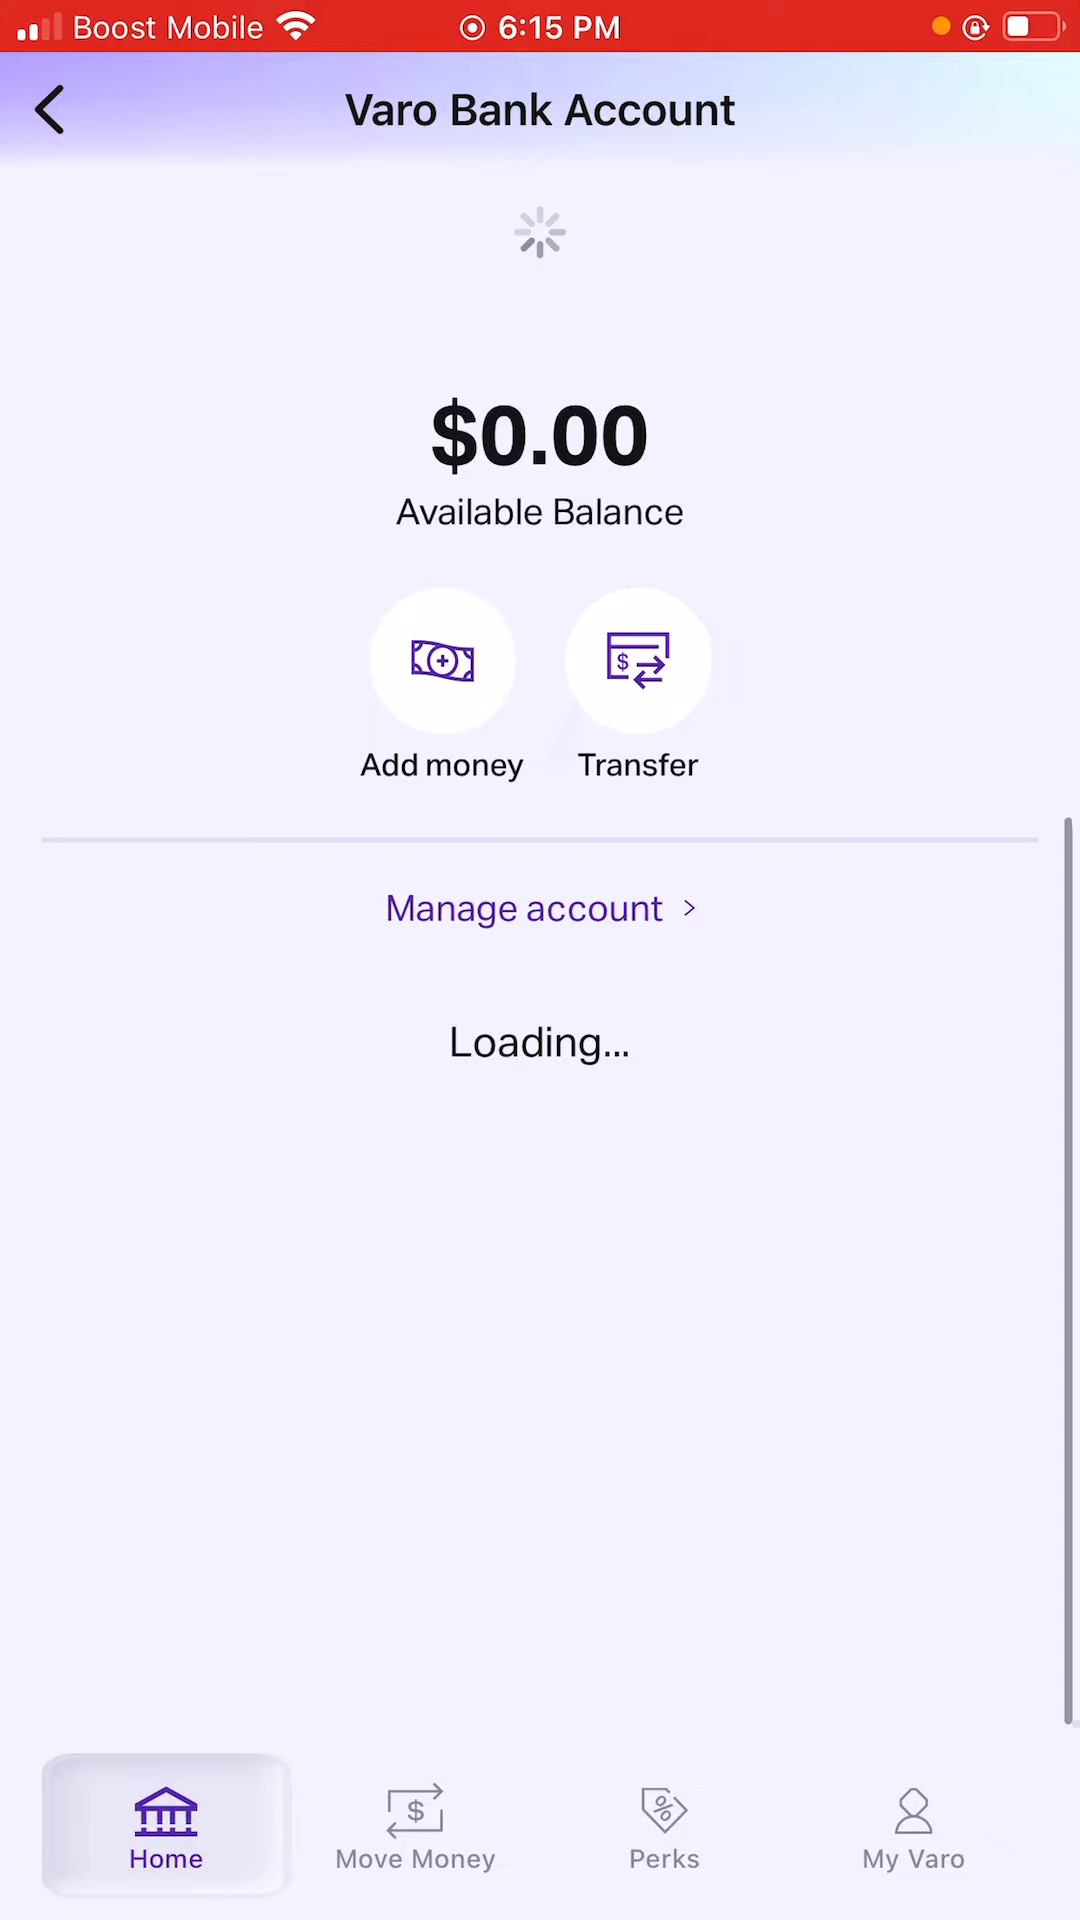 Boost Mobile 6:15 PM
Varo Bank Account
$0.00
Available Balance
Add money Transfer
Manage account >
Loading...
Home Move Money Perks My Varo